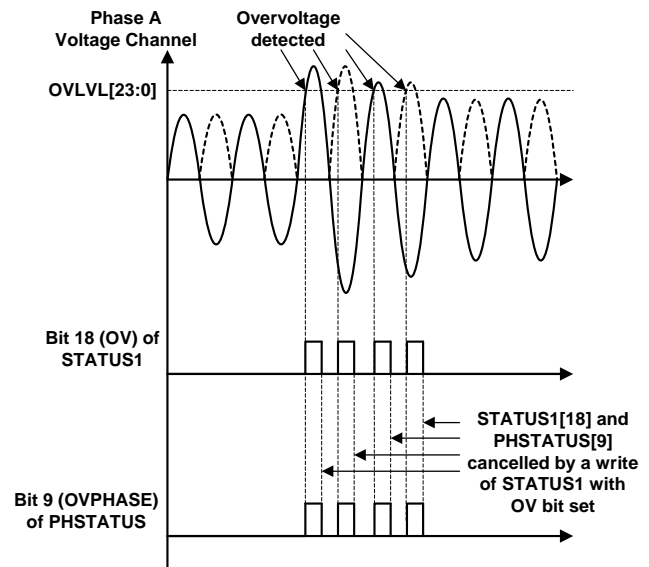 Phase A
Voltage Channel
Overvoltage
detected
OVLVL[23:0]
Bit 18 (OV) of
STATUS1
STATUS1[18] and
PHSTATUS[9]
cancelled by a write
of STATUS1 with
OV bit set
Bit 9 (OVPHASE)
of PHSTATUS